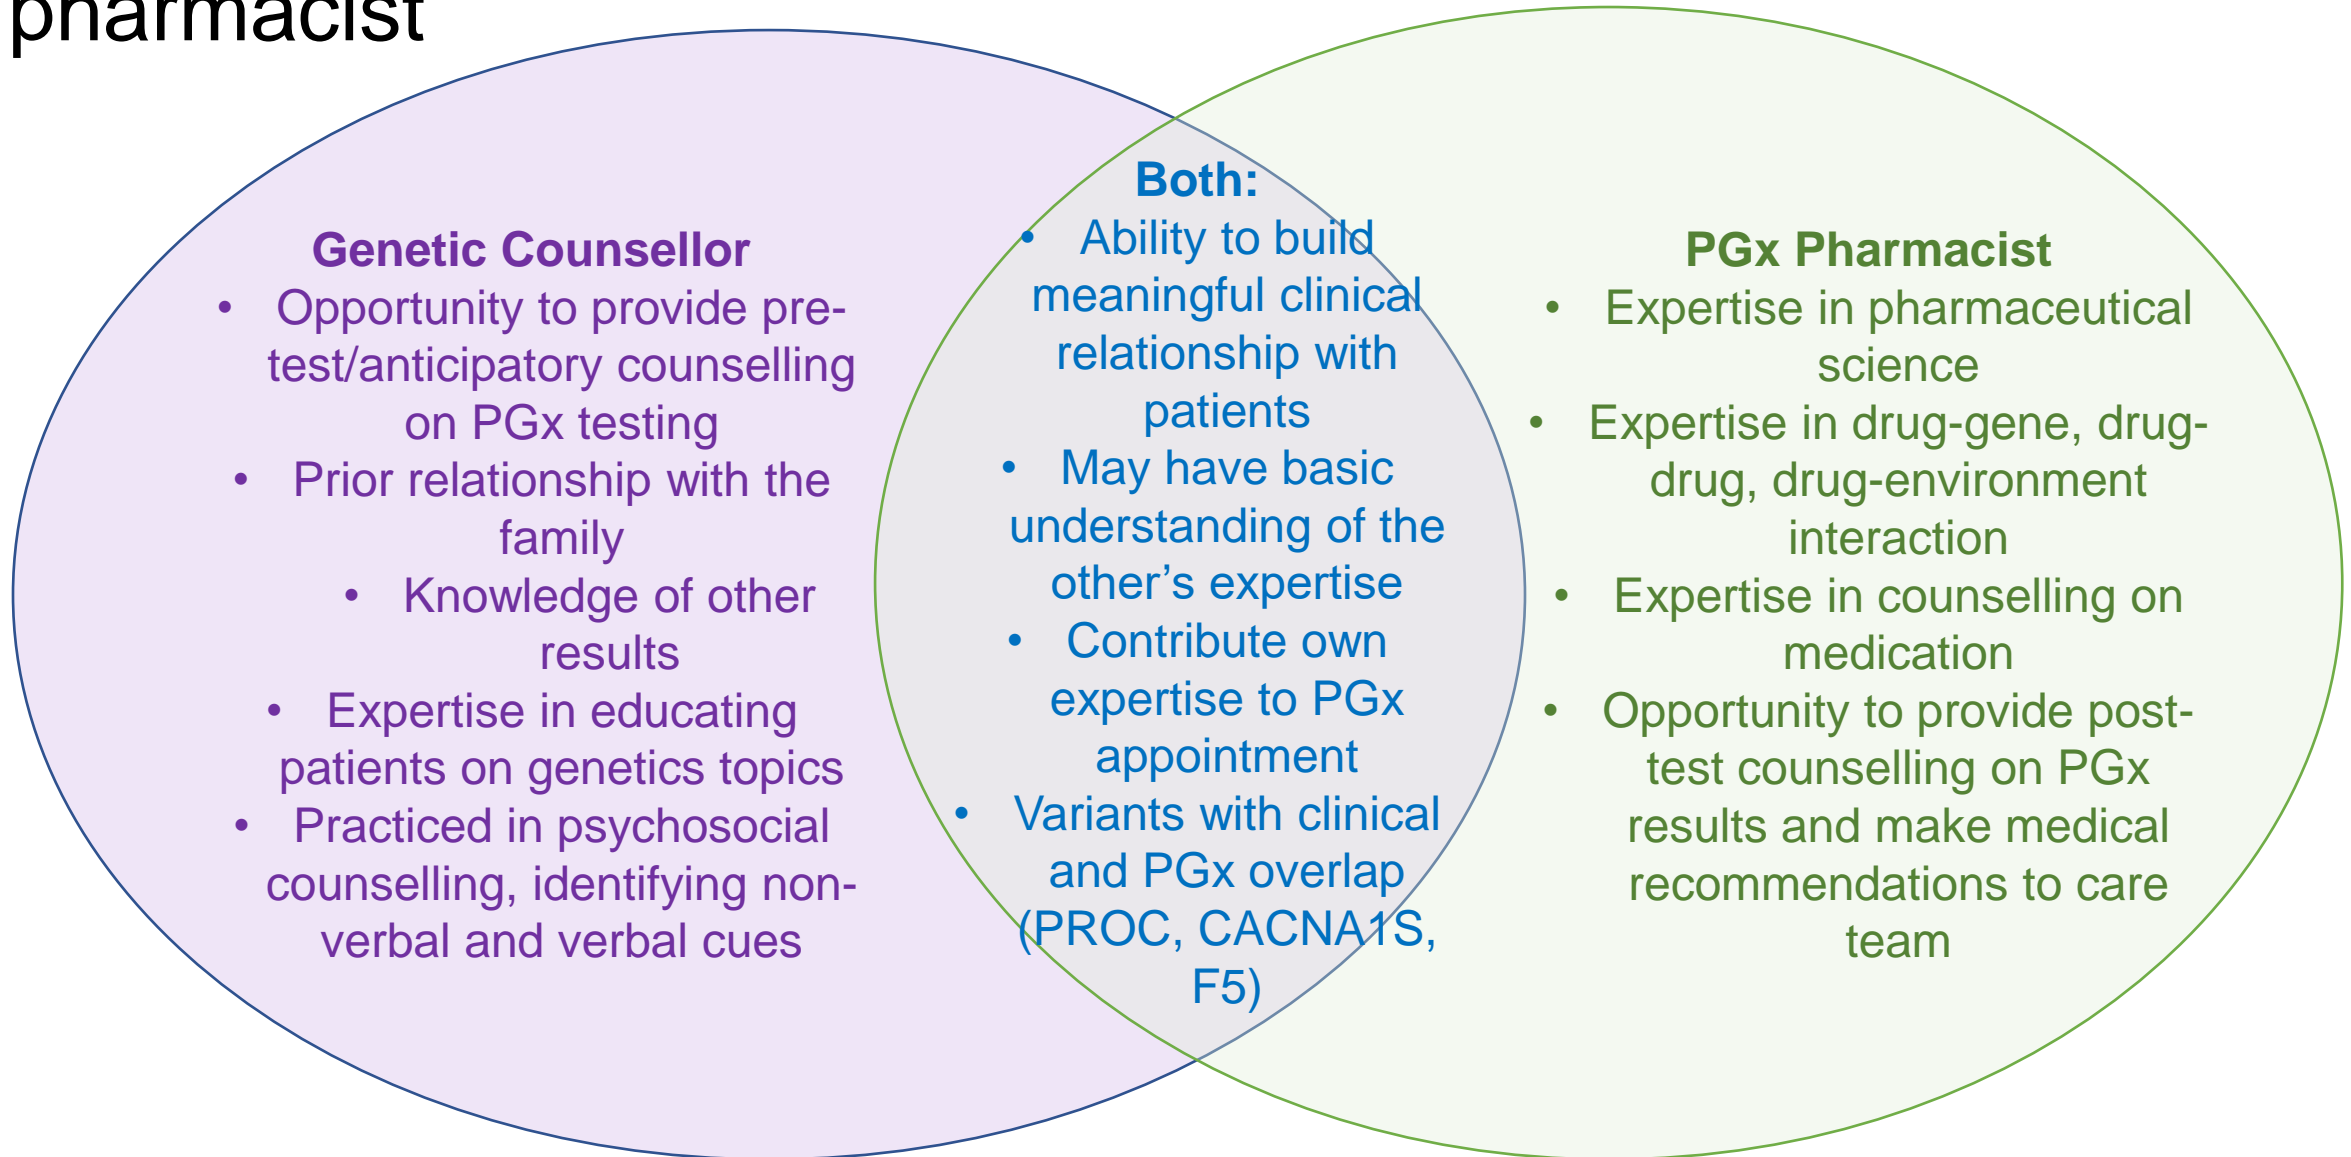 pharmacist
Genetic Counsellor
• Opportunity to provide pre-
test/anticipatory counselling
on PGx testing
• Prior relationship with the
family
• Knowledge of other
results
• Expertise in educating
patients on genetics topics
• Practiced in psychosocial
counselling, identifying non-
verbal and verbal cues
Both:
• Ability to build
meaningful clinical
relationship with
patients
• May have basic
understanding of the
other’s expertise
• Contribute own
expertise to PGx
appointment
• Variants with clinical
and PGx overlap
(PROC, CACNA1S,
F5)
PGx Pharmacist
• Expertise in pharmaceutical
science
• Expertise in drug-gene, drug-
drug, drug-environment
interaction
• Expertise in counselling on
medication
• Opportunity to provide post-
test counselling on PGx
results and make medical
recommendations to care
team